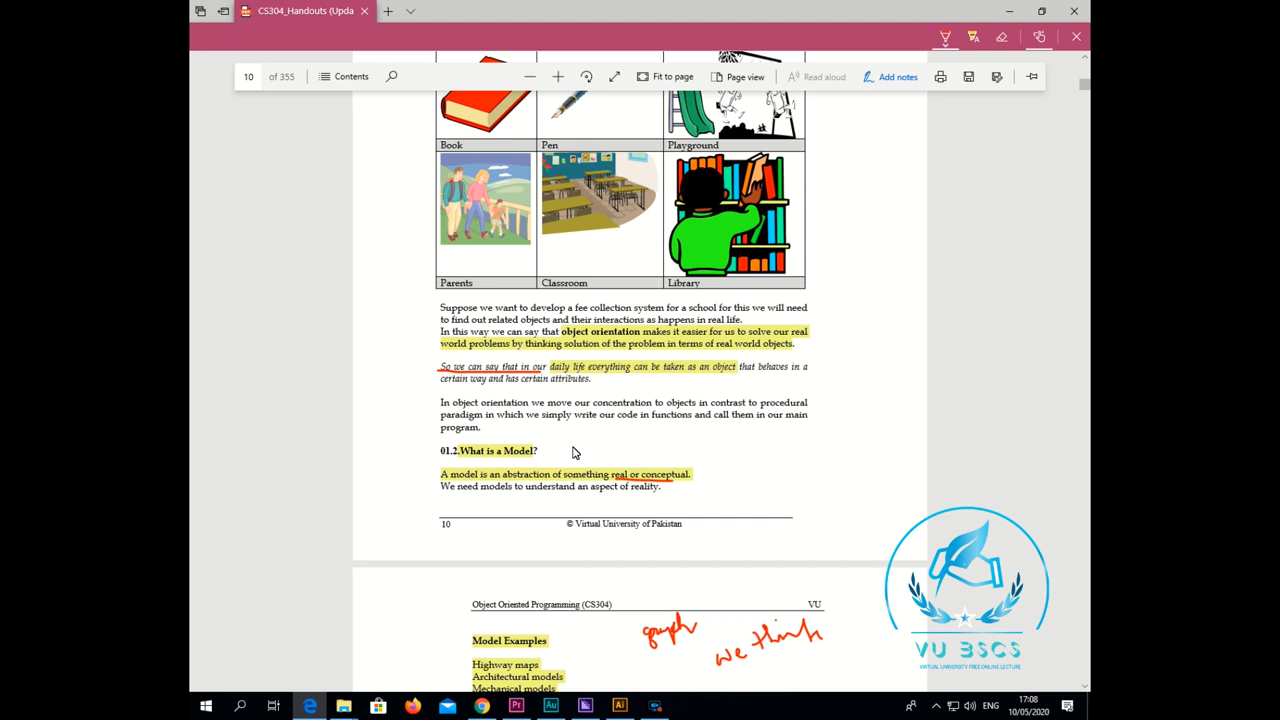 CS304_Handouts (Upda
10 of 355
Contents
Fit to page
Page view
Read aloud
Add notes
Book
Pen
Playground
Parents
Classroom
Library
Suppose we want to develop a fee collection system for a school for this we will need
to find out related objects and their interactions as happens in real life.
In this way we can say that object orientation makes it easier for us to solve our real
world problems by thinking solution of the problem in terms of real world objects.
So we can say that in our daily life everything can be taken as an object that behaves in a
certain way and has certain attributes.
In object orientation we move our concentration to objects in contrast to procedural
paradigm in which we simply write our code in functions and call them in our main
program.
01.2.What is a Model?
A model is an abstraction of something real or conceptual.
We need models to understand an aspect of reality.
10
© Virtual University of Pakistan
Object Oriented Programming (CS304)
VU
graph
we think
Model Examples
Highway maps
Architectural models
Mechanical models
VU BSCS
VIRTUAL UNIVERSITY FREE ONLINE LECTURE
Pr
Au
Ai
ENG
17:08
10/05/2020